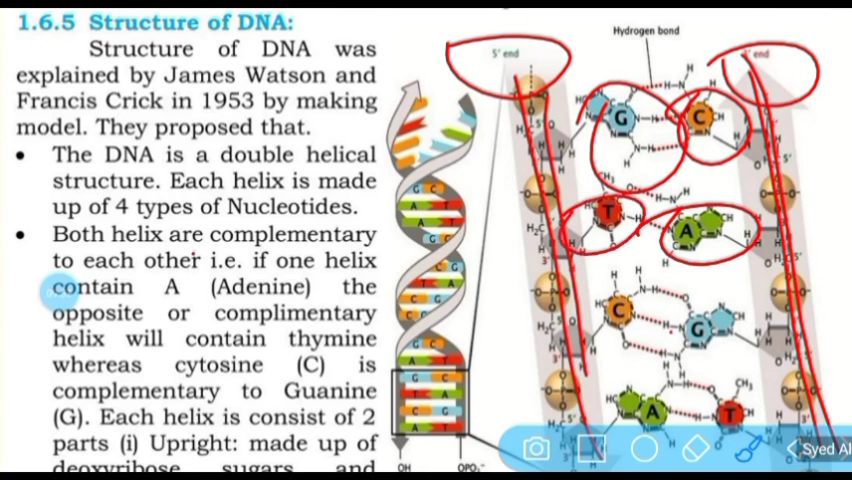 1.6.5 Structure of DNA:
Structure of DNA was
explained by James Watson and
Francis Crick in 1953 by making
model. They proposed that.
• The DNA is a double helical
structure. Each helix is made
up of 4 types of Nucleotides.
• Both helix are complementary
to each other i.e. if one helix
contain A (Adenine) the
opposite or complimentary
helix will contain thymine
whereas cytosine (C) is
complementary to Guanine
(G). Each helix is consist of 2
parts (i) Upright: made up of
deoxyribose sugars and
Hydrogen bond
5' end
end
G C
T A
C G
A T
OH
Syed Al